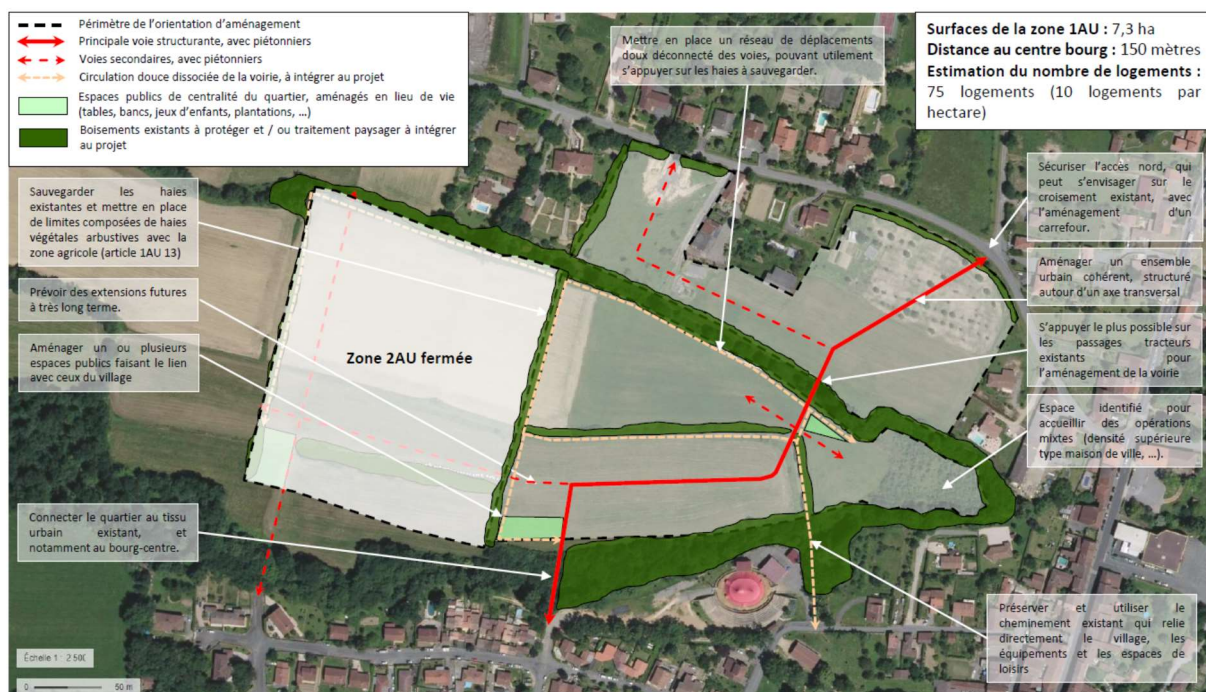 Périmètre de l'orientation d'aménagement
Principale voie structurante, avec piétonniers
Voies secondaires, avec piétonniers
Circulation douce dissociée de la voirie, à intégrer au projet
Espaces publics de centralité du quartier, aménagés en lieu de vie
(tables, bancs, jeux d'enfants, plantations, ...)
Boisements existants à protéger et / ou traitement paysager à intégrer
au projet
Mettre en place un réseau de déplacements
doux déconnecté des voies, pouvant utilement
s'appuyer sur les haies à sauvegarder.
Surfaces de la zone 1AU : 7,3 ha
Distance au centre bourg : 150 mètres
Estimation du nombre de logements :
75 logements (10 logements par
hectare)
Sauvegarder les haies
existantes et mettre en place
de limites composées de haies
végétales arbustives avec la
zone agricole (article 1AU 13)
Prévoir des extensions futures
à très long terme.
Aménager un ou plusieurs
espaces publics faisant le lien
avec ceux du village
Connecter le quartier au tissu
urbain existant, et
notamment au bourg-centre.
Zone 2AU fermée
Sécuriser l'accès nord, qui
peut s'envisager sur le
croisement existant, avec
l'aménagement d'un
carrefour.
Aménager un ensemble
urbain cohérent, structuré
autour d'un axe transversal
S'appuyer le plus possible sur
les passages tracteurs
existants pour
l'aménagement de la voirie
Espace identifié pour
accueillir des opérations
mixtes (densité supérieure
type maison de ville, ...).
Préserver et utiliser le
cheminement existant qui relie
directement le village, les
équipements et les espaces de
loisirs
Échelle 1 : 2 500
0 50 m